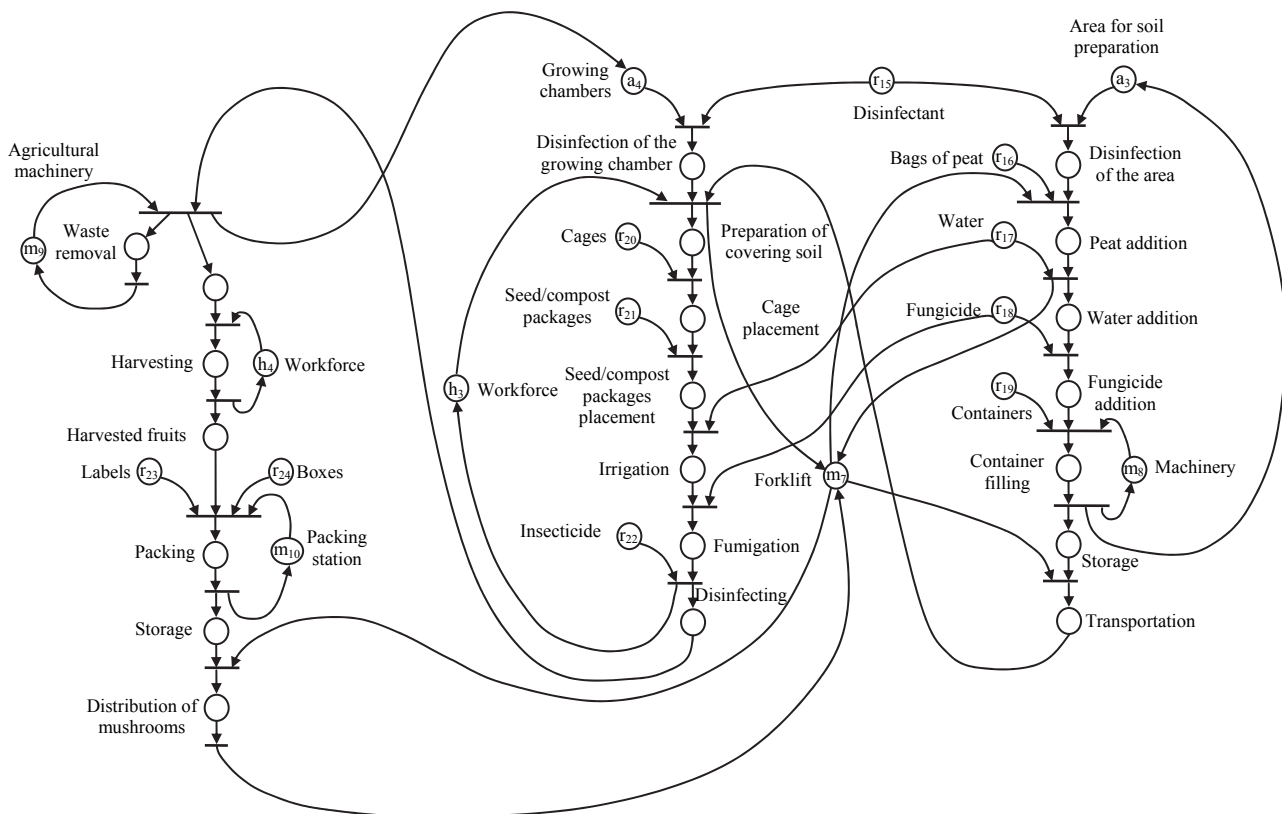 Area for soil
preparation
a3
Growing
chambers
a4
r15
Disinfectant
Agricultural
machinery
Disinfection of the
growing chamber
Bags of peat
r16
Disinfection
of the area
Waste
removal
m9
Cages
r20
Preparation of
covering soil
Water
r17
Peat addition
Seed/compost
packages
r21
Cage
placement
Fungicide
r18
Water addition
Harvesting
h4
Workforce
h3
Workforce
Seed/compost
packages
placement
r19
Containers
Fungicide
addition
Harvested fruits
Labels
r23
r24
Boxes
Irrigation
Forklift
m7
Container
filling
m8
Machinery
Packing
m10
Packing
station
Insecticide
r22
Fumigation
Storage
Disinfecting
Storage
Transportation
Distribution of
mushrooms